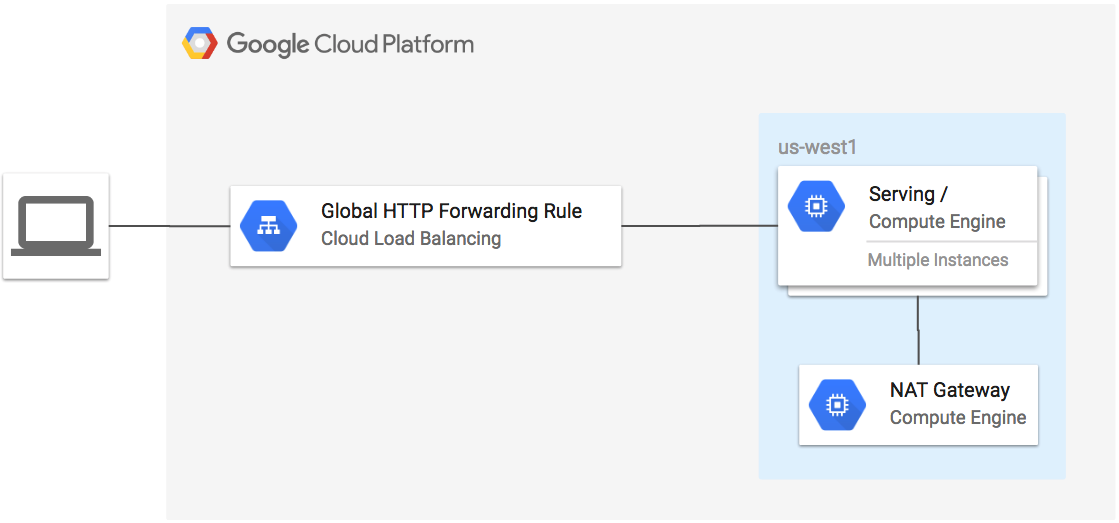 Google Cloud Platform
us-west1
Global HTTP Forwarding Rule
Cloud Load Balancing
Serving /
Compute Engine
Multiple Instances
NAT Gateway
Compute Engine